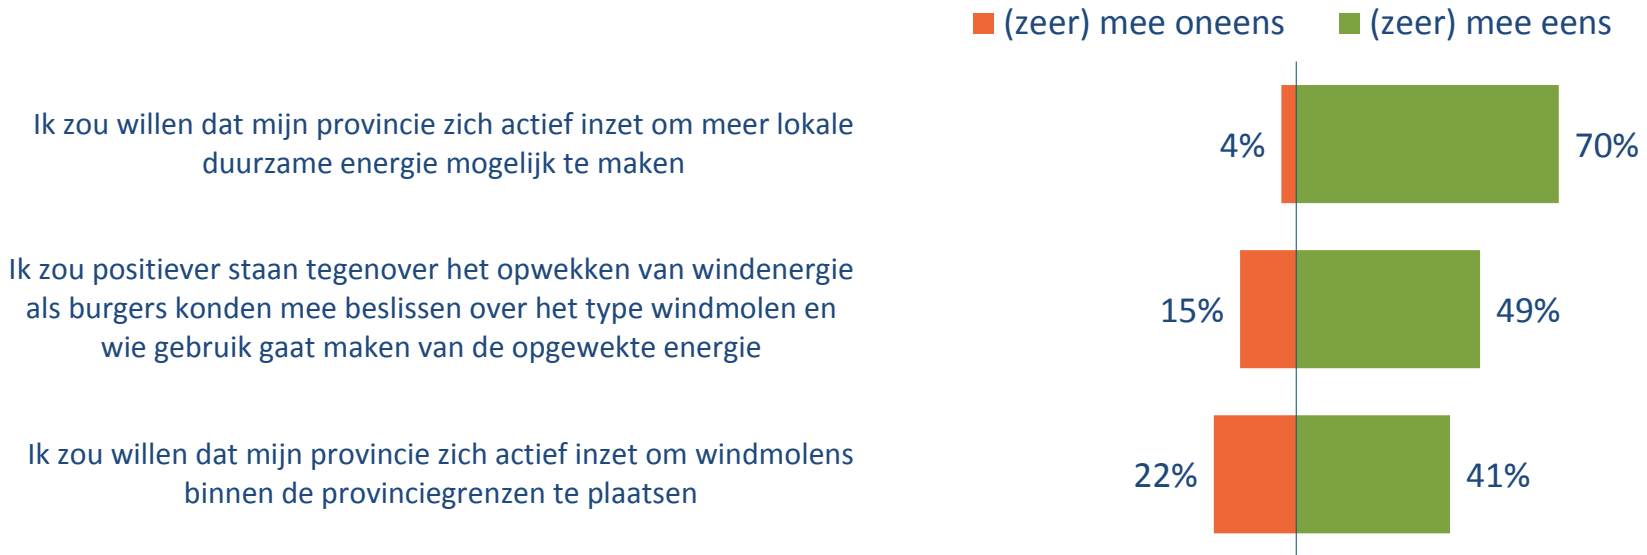 (zeer) mee oneens (zeer) mee eens
Ik zou willen dat mijn provincie zich actief inzet om meer lokale
duurzame energie mogelijk te maken
4% 70%
Ik zou positiever staan tegenover het opwekken van windenergie
als burgers konden mee beslissen over het type windmolen en
wie gebruik gaat maken van de opgewekte energie
15% 49%
Ik zou willen dat mijn provincie zich actief inzet om windmolens
binnen de provinciegrenzen te plaatsen
22% 41%